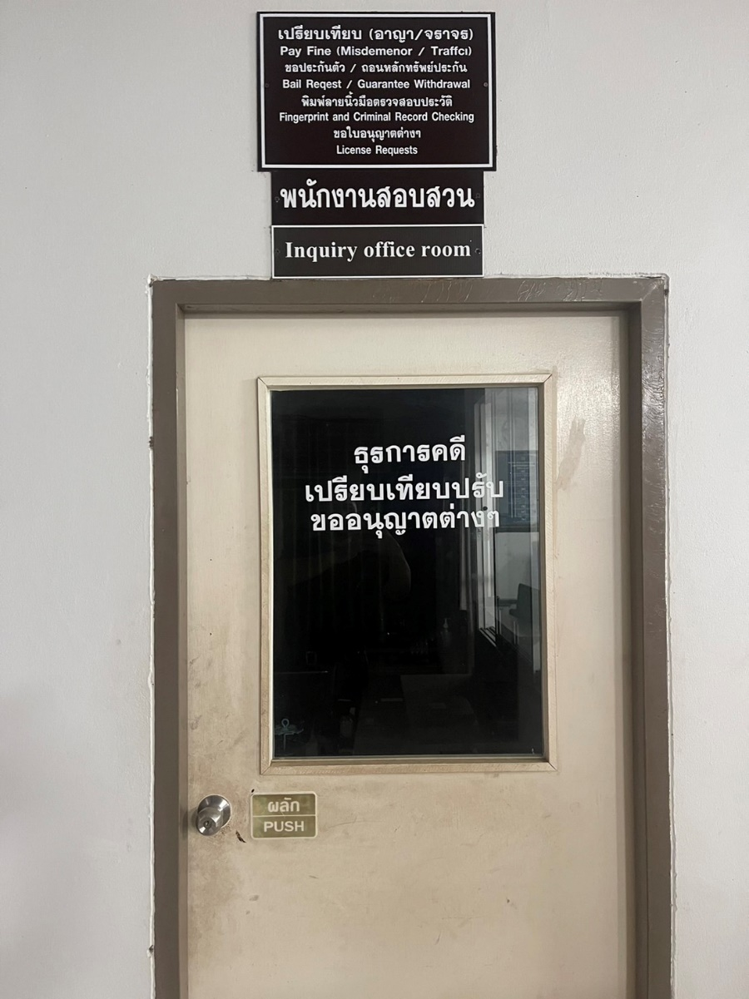 เปรียบเทียบ (อาญา/จราจร)
Pay Fine (Misdemenor / Traffcı)
ขอประกันตัว / ถอนหลักทรัพย์ประกัน
Bail Reqest / Guarantee Withdrawal
พิมพ์ลายนิ้วมือตรวจสอบประวัติ
Fingerprint and Criminal Record Checking
ขอใบอนุญาตต่างๆ
License Requests
พนักงานสอบสวน
Inquiry office room
ธุรการคดี
เปรียบเทียบปรับ
ขออนุญาตต่างๆ
ผลัก
PUSH